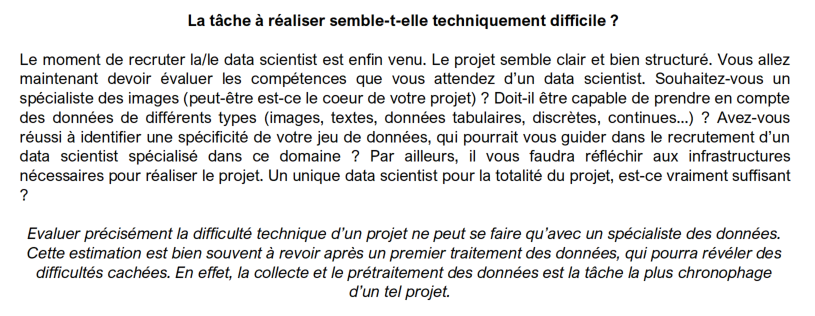 La tâche à réaliser semble-t-elle techniquement difficile ?
Le moment de recruter la/le data scientist est enfin venu. Le projet semble clair et bien structuré. Vous allez
maintenant devoir évaluer les compétences que vous attendez d'un data scientist. Souhaitez-vous un
spécialiste des images (peut-être est-ce le coeur de votre projet) ? Doit-il être capable de prendre en compte
des données de différents types (images, textes, données tabulaires, discrètes, continues...) ? Avez-vous
réussi à identifier une spécificité de votre jeu de données, qui pourrait vous guider dans le recrutement d'un
data scientist spécialisé dans ce domaine ? Par ailleurs, il vous faudra réfléchir aux infrastructures
nécessaires pour réaliser le projet. Un unique data scientist pour la totalité du projet, est-ce vraiment suffisant
?
Evaluer précisément la difficulté technique d'un projet ne peut se faire qu'avec un spécialiste des données.
Cette estimation est bien souvent à revoir après un premier traitement des données, qui pourra révéler des
difficultés cachées. En effet, la collecte et le prétraitement des données est la tâche la plus chronophage
d'un tel projet.